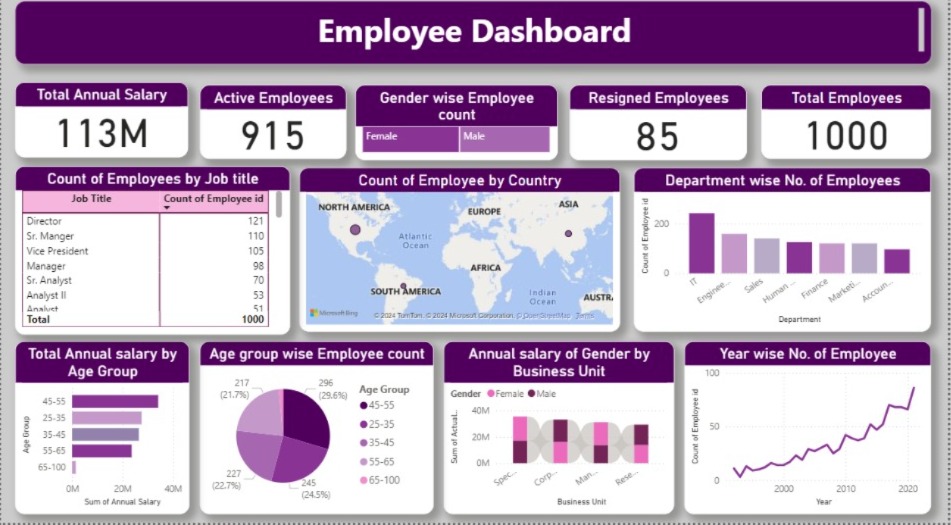 Employee Dashboard
Total Annual Salary
113M
Active Employees
915
Gender wise Employee
count
Female
Male
Resigned Employees
85
Total Employees
1000
Count of Employees by Job title
Job Title Count of Employee id
Director 121
Sr. Manger 110
Vice President 105
Manager 98
Sr. Analyst 70
Analyst II 53
Analyst 51
Total 1000
Count of Employee by Country
NORTH AMERICA
EUROPE
ASIA
Atlantic
Ocean
AFRICA
SOUTH AMERICA
Indian
Ocean
AUSTRA
Microsoft Bing
© 2024 TomTom, © 2024 Microsoft Corporation, © OpenStreetMap Terms
Department wise No. of Employees
Count of Employee id
200
0
IT
Enginee...
Sales
Human ...
Finance
Marketi...
Accoun...
Department
Total Annual salary by
Age Group
Age Group
45-55
25-35
35-45
55-65
65-100
0M 20M 40M
Sum of Annual Salary
Age group wise Employee count
217
(21.7%)
296
(29.6%)
227
(22.7%)
245
(24.5%)
Age Group
45-55
25-35
35-45
55-65
65-100
Annual salary of Gender by
Business Unit
Gender Female Male
Sum of Actual...
40M
20M
0M
Spec...
Corp...
Man...
Rese...
Business Unit
Year wise No. of Employee
Count of Employee id
100
50
0
2000 2010 2020
Year